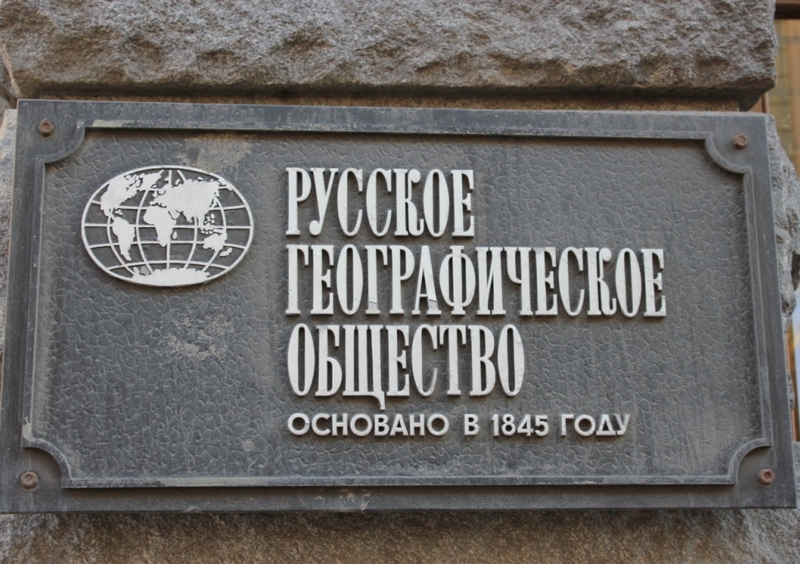 РУССКОЕ
ГЕОГРАФИЧЕСКОЕ
ОБЩЕСТВО
ОСНОВАНО В 1845 ГОДУ